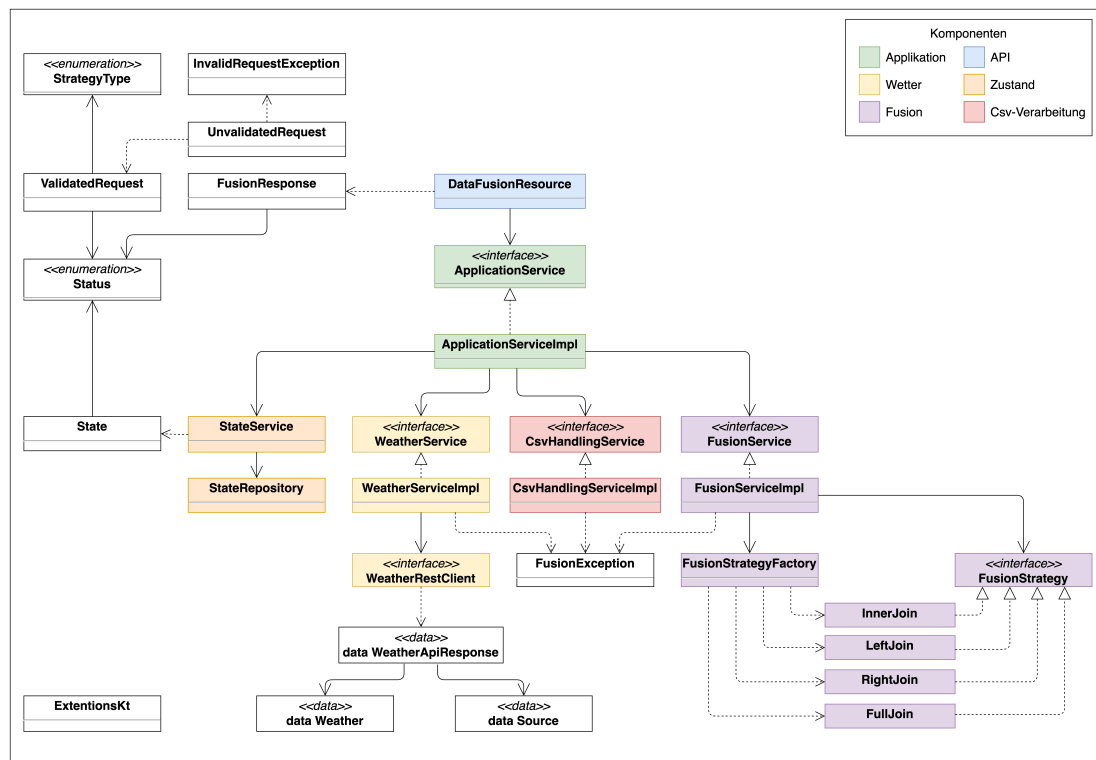 Komponenten
Applikation
API
Wetter
Zustand
Fusion
Csv-Verarbeitung
<<enumeration>>
StrategyType
InvalidRequestException
UnvalidatedRequest
ValidatedRequest
FusionResponse
DataFusionResource
<<enumeration>>
Status
<<interface>>
ApplicationService
ApplicationServiceImpl
State
StateService
<<interface>>
WeatherService
<<interface>>
CsvHandlingService
<<interface>>
FusionService
StateRepository
WeatherServiceImpl
CsvHandlingServiceImpl
FusionServiceImpl
<<interface>>
WeatherRestClient
FusionException
FusionStrategyFactory
<<interface>>
FusionStrategy
InnerJoin
<<data>>
data WeatherApiResponse
LeftJoin
RightJoin
ExtentionsKt
<<data>>
data Weather
<<data>>
data Source
FullJoin